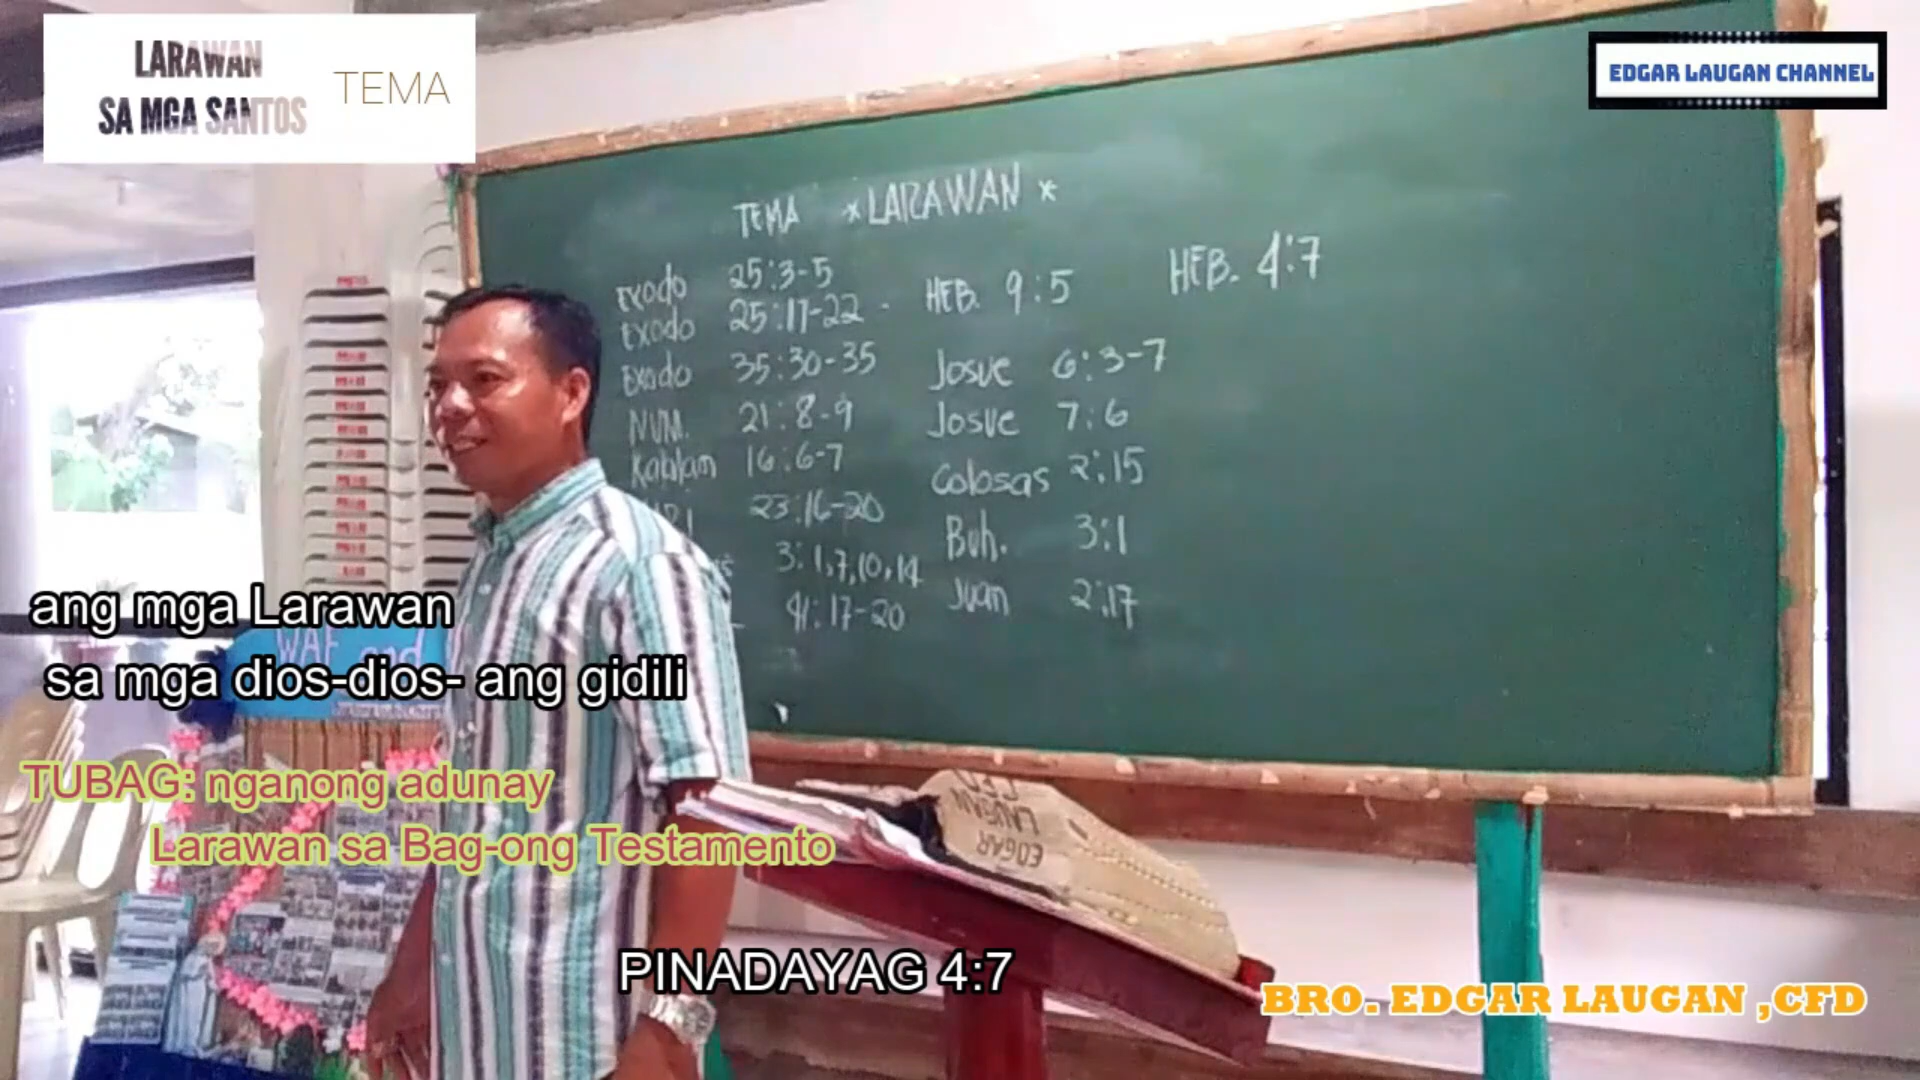 LARAWAN
SA MGA SANTOS
TEMA
EDGAR LAUGAN CHANNEL
TEMA *LARAWAN*
Exodo 25:3-5
Exodo 25:17-22 - HEB. 9:5 HEB. 4:7
Exodo 35:30-35 Josue 6:3-7
NUM. 21:8-9 Josue 7:6
16:6-7 Colosas 2:15
23:16-20 Buh. 3:1
3:1,7,10,14 Juan 2:17
41:17-20
ang mga Larawan
sa mga dios-dios- ang gidili
WAF and
TUBAG: nganong adunay
Larawan sa Bag-ong Testamento
EDGAR
LAUGAN
CFD
PINADAYAG 4:7
BRO. EDGAR LAUGAN ,CFD